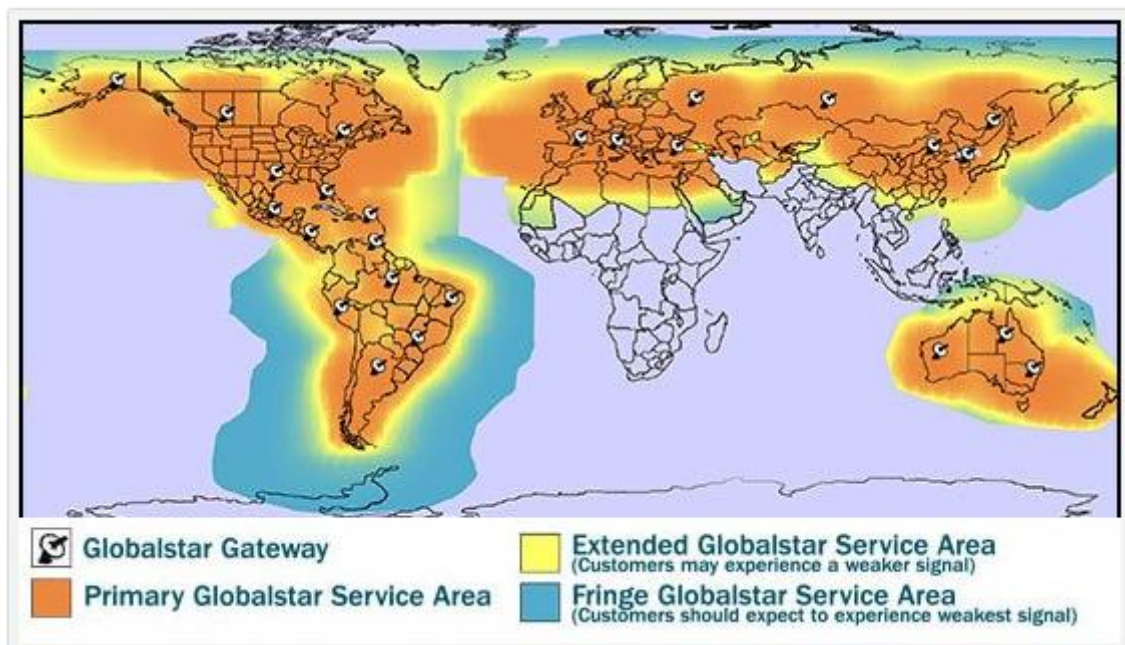 Globalstar Gateway
Primary Globalstar Service Area
Extended Globalstar Service Area
(Customers may experience a weaker signal)
Fringe Globalstar Service Area
(Customers should expect to experience weakest signal)